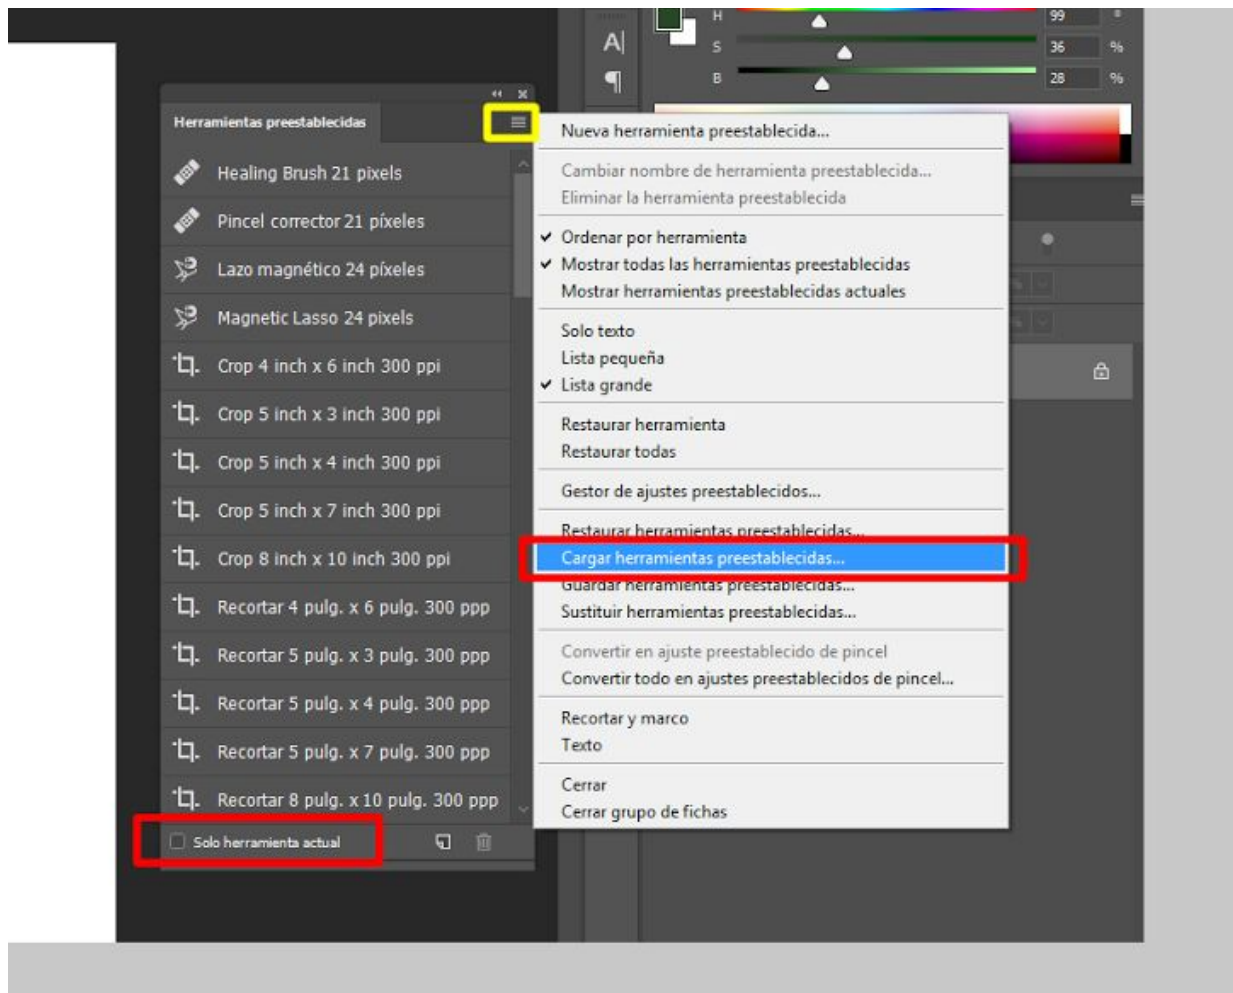 H 99 °
A|
S 36 %
¶
B 28 %
Herramientas preestablecidas
Healing Brush 21 pixels
Pincel corrector 21 píxeles
Lazo magnético 24 píxeles
Magnetic Lasso 24 pixels
Crop 4 inch x 6 inch 300 ppi
Crop 5 inch x 3 inch 300 ppi
Crop 5 inch x 4 inch 300 ppi
Crop 5 inch x 7 inch 300 ppi
Crop 8 inch x 10 inch 300 ppi
Recortar 4 pulg. x 6 pulg. 300 ppp
Recortar 5 pulg. x 3 pulg. 300 ppp
Recortar 5 pulg. x 4 pulg. 300 ppp
Recortar 5 pulg. x 7 pulg. 300 ppp
Recortar 8 pulg. x 10 pulg. 300 ppp
Solo herramienta actual
Nueva herramienta preestablecida...
Cambiar nombre de herramienta preestablecida...
Eliminar la herramienta preestablecida
Ordenar por herramienta
Mostrar todas las herramientas preestablecidas
Mostrar herramientas preestablecidas actuales
Solo texto
Lista pequeña
Lista grande
Restaurar herramienta
Restaurar todas
Gestor de ajustes preestablecidos...
Restaurar herramientas preestablecidas...
Cargar herramientas preestablecidas...
Guardar herramientas preestablecidas...
Sustituir herramientas preestablecidas...
Convertir en ajuste preestablecido de pincel
Convertir todo en ajustes preestablecidos de pincel...
Recortar y marco
Texto
Cerrar
Cerrar grupo de fichas